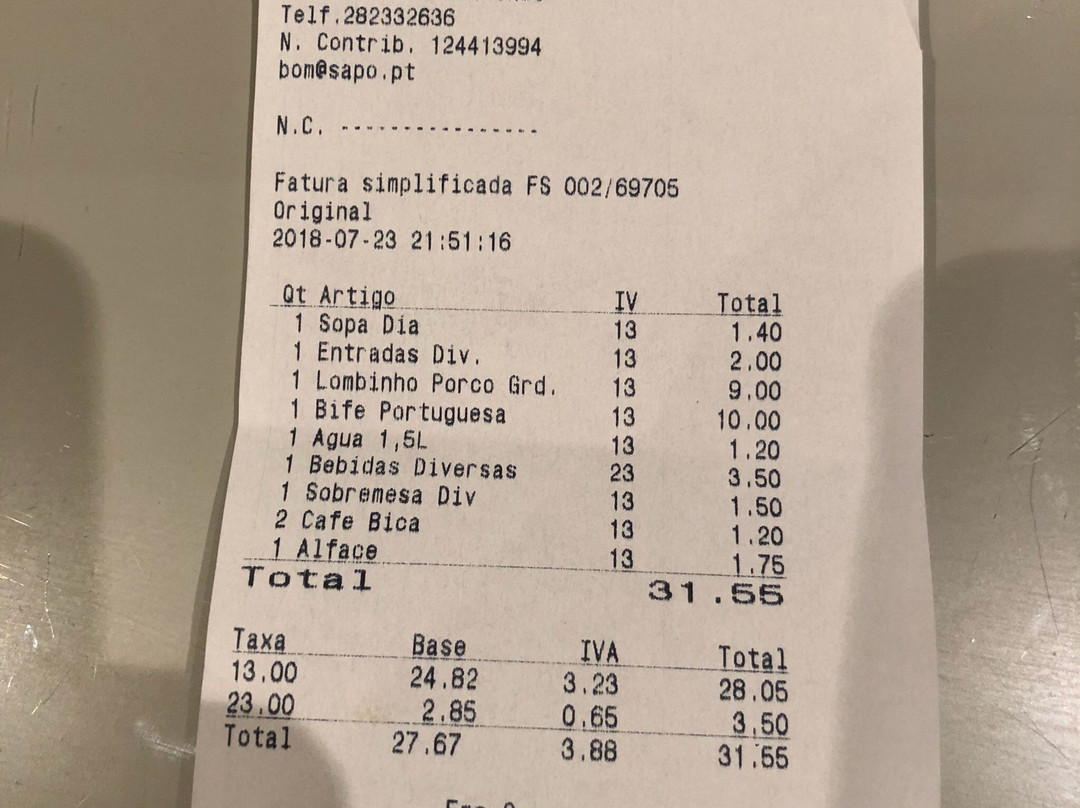 Telf.282332636
N. Contrib. 124413994
bom@sapo.pt
N.C. ----------------
Fatura simplificada FS 002/69705
Original
2018-07-23 21:51:16
Qt Artigo IV Total
1 Sopa Dia 13 1.40
1 Entradas Div. 13 2.00
1 Lombinho Porco Grd. 13 9.00
1 Bife Portuguesa 13 10.00
1 Agua 1,5L 13 1.20
1 Bebidas Diversas 23 3.50
1 Sobremesa Div 13 1.50
2 Cafe Bica 13 1.20
1 Alface 13 1.75
Total 31.55
Taxa Base IVA Total
13.00 24.82 3.23 28.05
23.00 2.85 0.65 3.50
Total 27.67 3.88 31.55